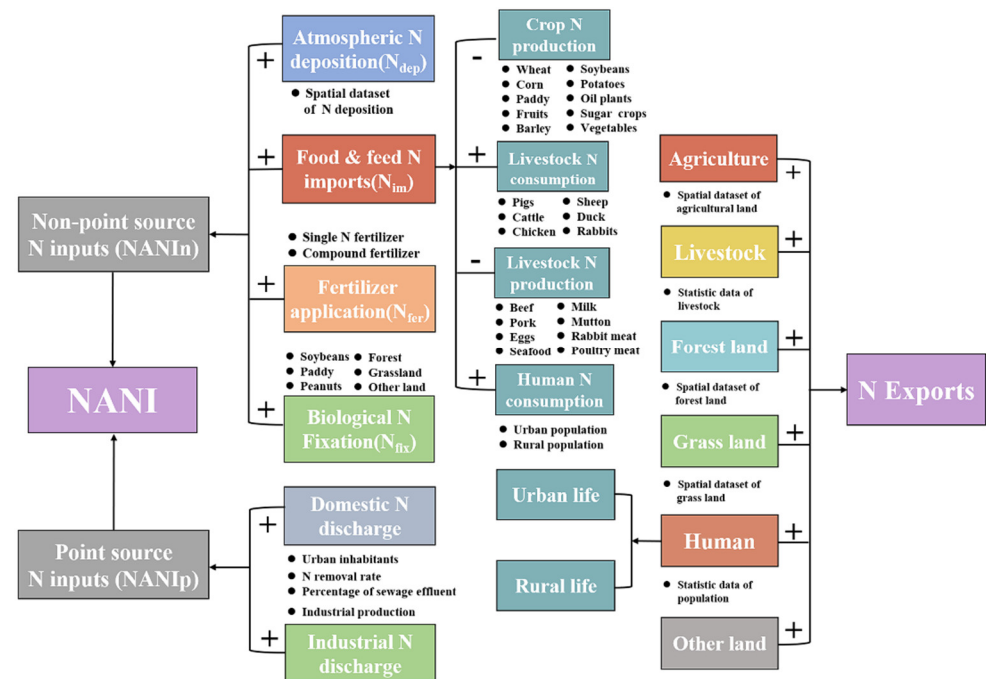 Atmospheric N
deposition(Ndep)
+
● Spatial dataset
of N deposition
Food & feed N
imports(Nim)
+
Non-point source
N inputs (NANIn)
● Single N fertilizer
● Compound fertilizer
+
Fertilizer
application(Nfer)
● Soybeans ● Forest
● Paddy ● Grassland
● Peanuts ● Other land
NANI
+
Biological N
Fixation(Nfix)
Domestic N
discharge
+
● Urban inhabitants
● N removal rate
● Percentage of sewage effluent
● Industrial production
Point source
N inputs (NANIp)
+
Industrial N
discharge
Crop N
production
-
● Wheat ● Soybeans
● Corn ● Potatoes
● Paddy ● Oil plants
● Fruits ● Sugar crops
● Barley ● Vegetables
+
Livestock N
consumption
● Pigs ● Sheep
● Cattle ● Duck
● Chicken ● Rabbits
-
Livestock N
production
● Beef ● Milk
● Pork ● Mutton
● Eggs ● Rabbit meat
● Seafood ● Poultry meat
+
Human N
consumption
● Urban population
● Rural population
Urban life
Rural life
Agriculture
+
● Spatial dataset of
agricultural land
Livestock
+
● Statistic data of
livestock
Forest land
+
● Spatial dataset of
forest land
Grass land
+
● Spatial dataset of
grass land
Human
+
● Statistic data of
population
Other land
+
N Exports